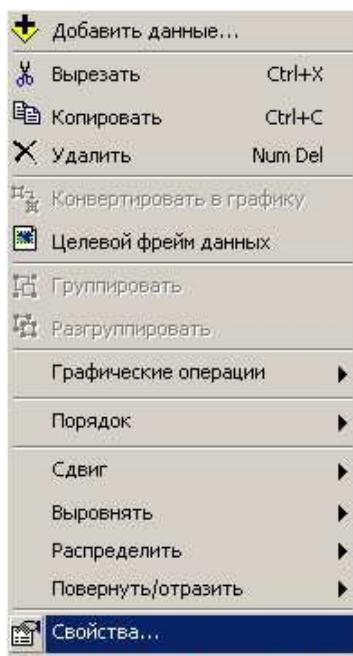 Добавить данные...
Вырезать Ctrl+X
Копировать Ctrl+C
Удалить Num Del
Конвертировать в графику
Целевой фрейм данных
Группировать
Разгруппировать
Графические операции
Порядок
Сдвиг
Выровнять
Распределить
Повернуть/отразить
Свойства...